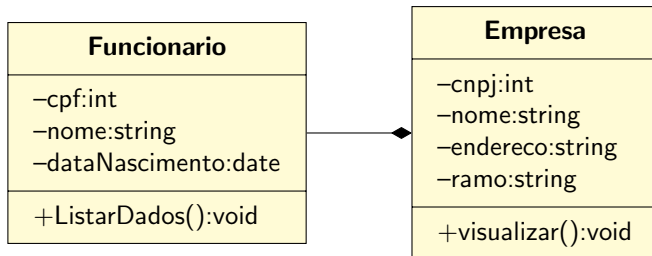 Funcionario
–cpf:int
–nome:string
–dataNascimento:date
+ListarDados():void
Empresa
–cnpj:int
–nome:string
–endereco:string
–ramo:string
+visualizar():void